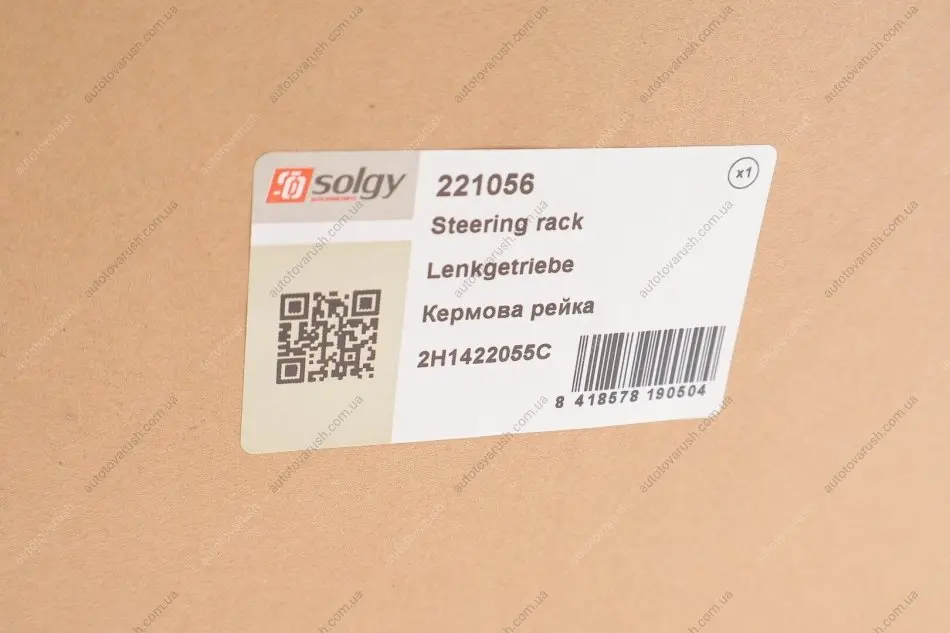 solgy
221056
x1
Steering rack
Lenkgetriebe
Кермова рейка
2H1422055C
8 418578 190504
autotovarush.com.ua